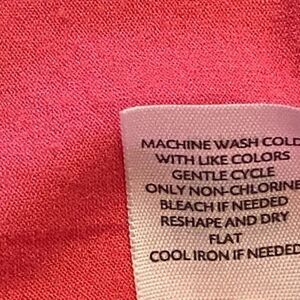 MACHINE WASH COLD
WITH LIKE COLORS
GENTLE CYCLE
ONLY NON-CHLORINE
BLEACH IF NEEDED
RESHAPE AND DRY
FLAT
COOL IRON IF NEEDED